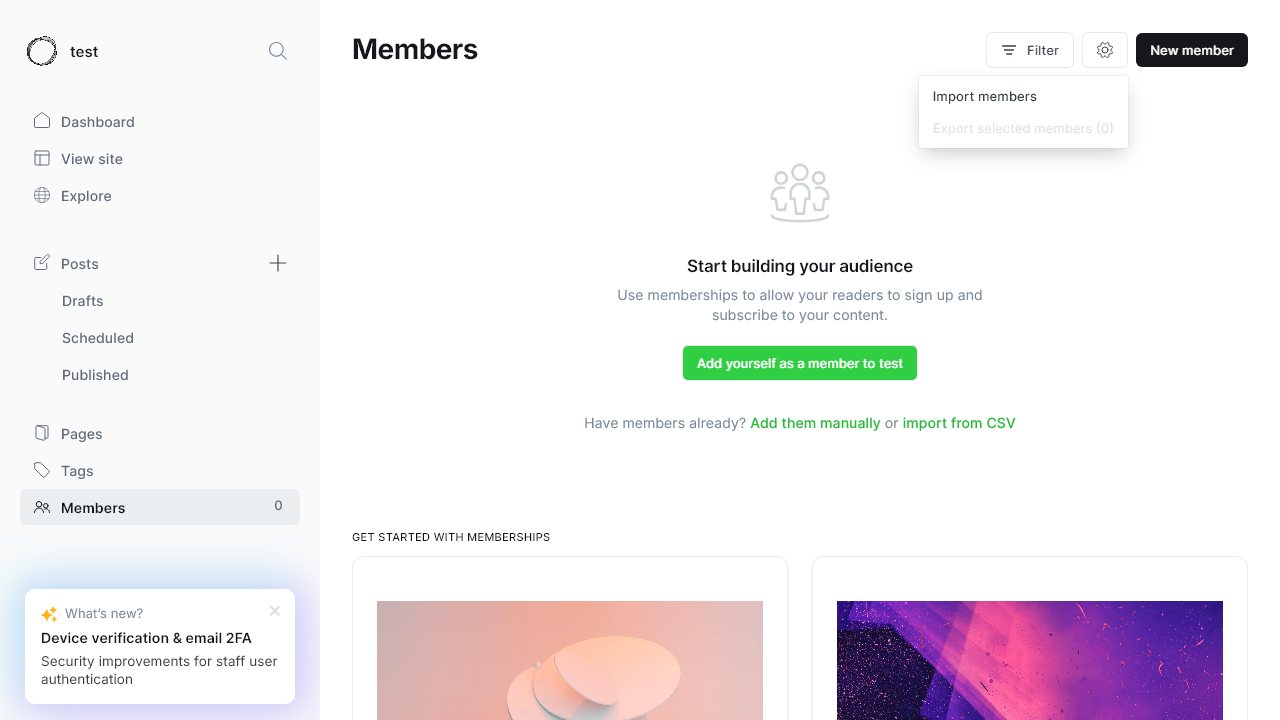 test
Dashboard
View site
Explore
Posts
Drafts
Scheduled
Published
Pages
Tags
Members 0
What's new?
Device verification & email 2FA
Security improvements for staff user
authentication
Members
Filter
New member
Import members
Export selected members (0)
Start building your audience
Use memberships to allow your readers to sign up and
subscribe to your content.
Add yourself as a member to test
Have members already? Add them manually or import from CSV
GET STARTED WITH MEMBERSHIPS